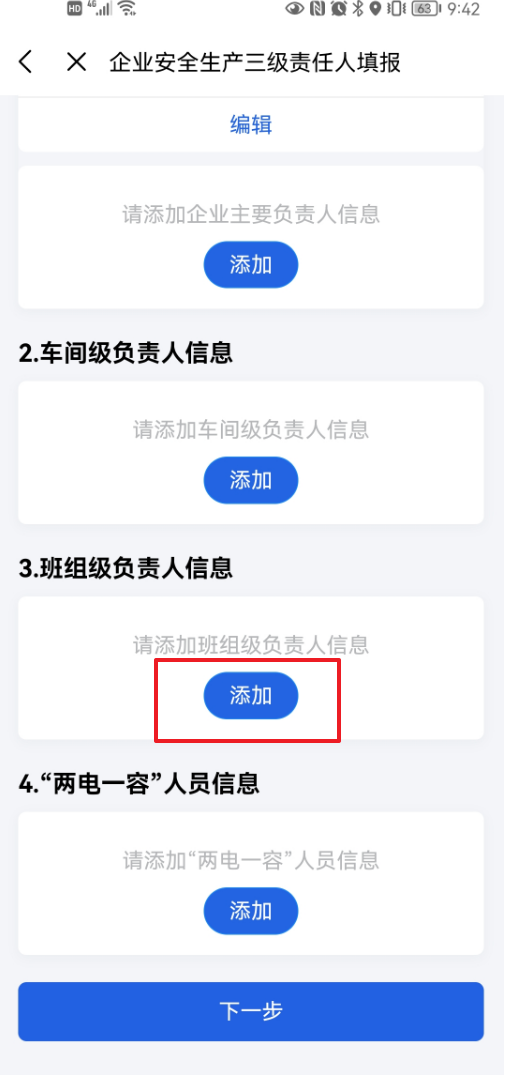 HD 4G 63 9:42
企业安全生产三级责任人填报
编辑
请添加企业主要负责人信息
添加
2.车间级负责人信息
请添加车间级负责人信息
添加
3.班组级负责人信息
请添加班组级负责人信息
添加
4.“两电一容”人员信息
请添加“两电一容”人员信息
添加
下一步